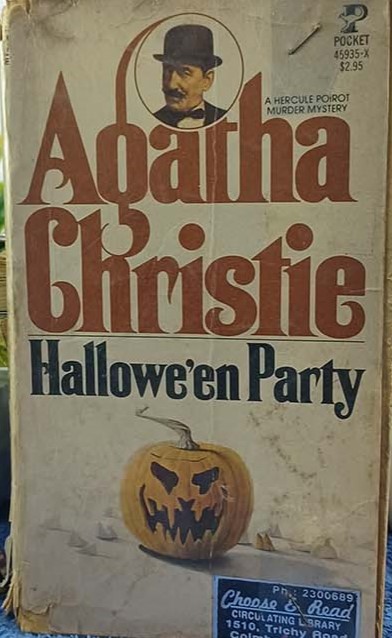 POCKET
45935-X
$2.95
A HERCULE POIROT
MURDER MYSTERY
Agatha
Christie
Hallowe'en Party
Ph.: 2300689
Choose & Read
CIRCULATING LIBRARY
1510, Trichy